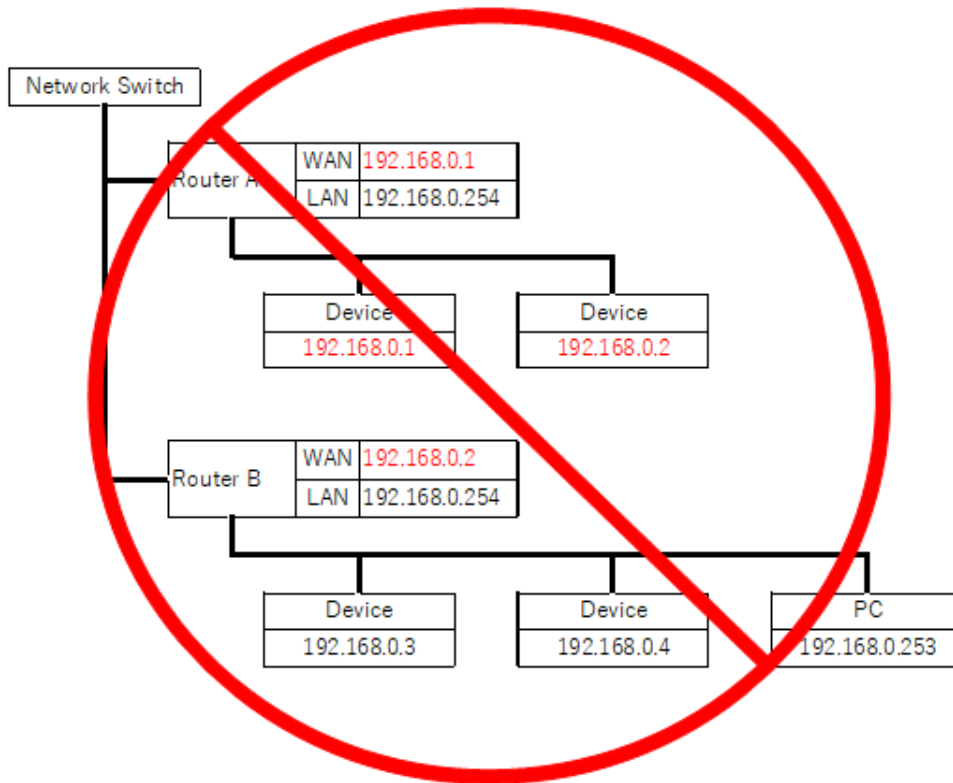 Network Switch
Router A
WAN 192.168.0.1
LAN 192.168.0.254
Device
192.168.0.1
Device
192.168.0.2
Router B
WAN 192.168.0.2
LAN 192.168.0.254
Device
192.168.0.3
Device
192.168.0.4
PC
192.168.0.253